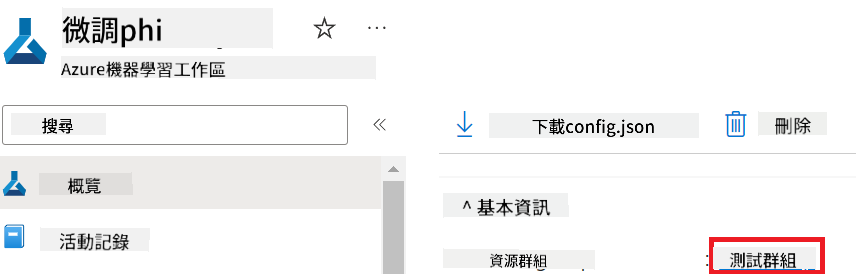 微調phi
Azure機器學習工作區
搜尋
概覽
活動記錄
下載config.json
刪除
^ 基本資訊
資源群組 : 測試群組